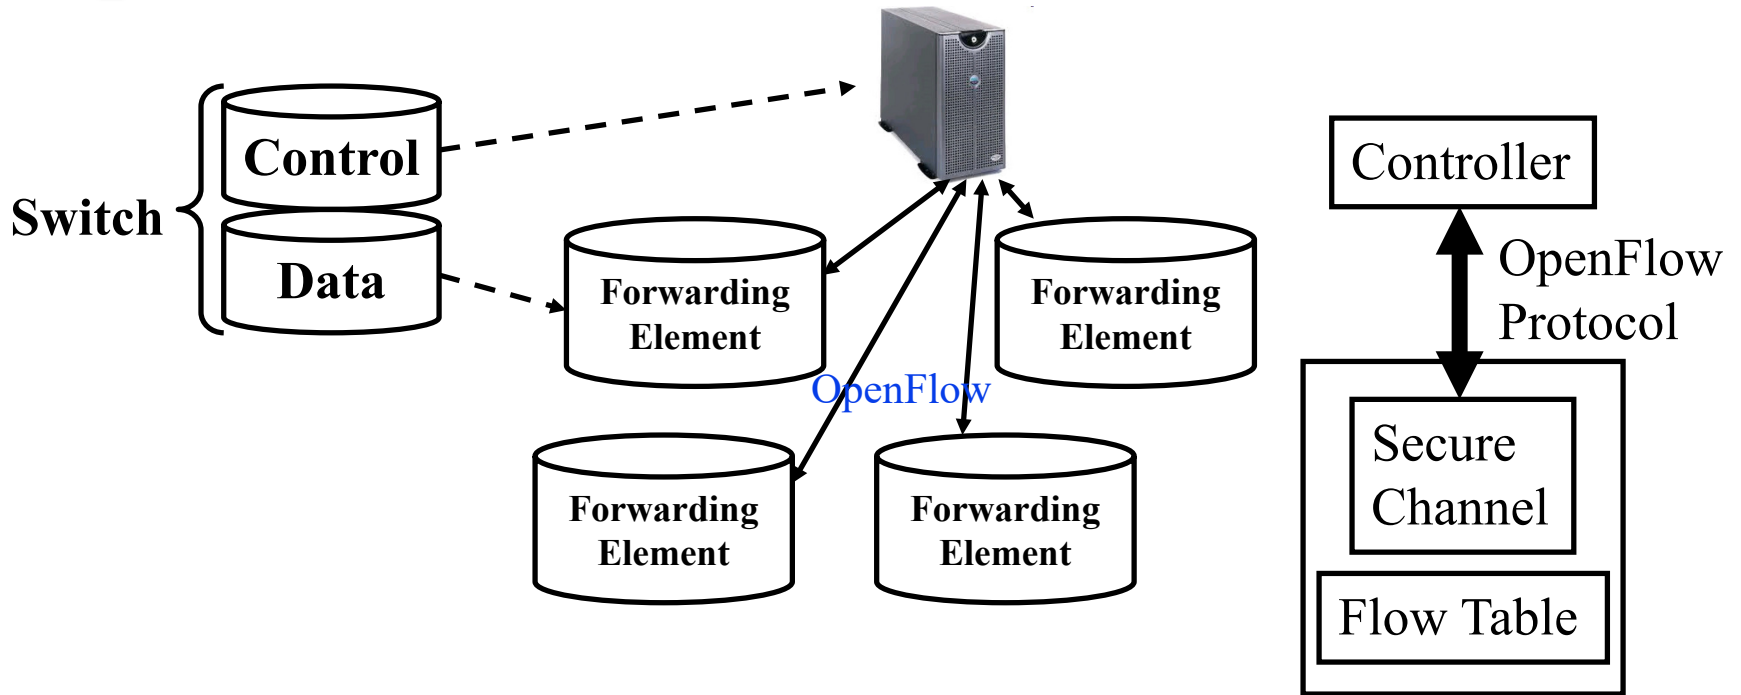 Control
Switch
Data
Forwarding
Element
Forwarding
Element
OpenFlow
Forwarding
Element
Forwarding
Element
Controller
OpenFlow
Protocol
Secure
Channel
Flow Table